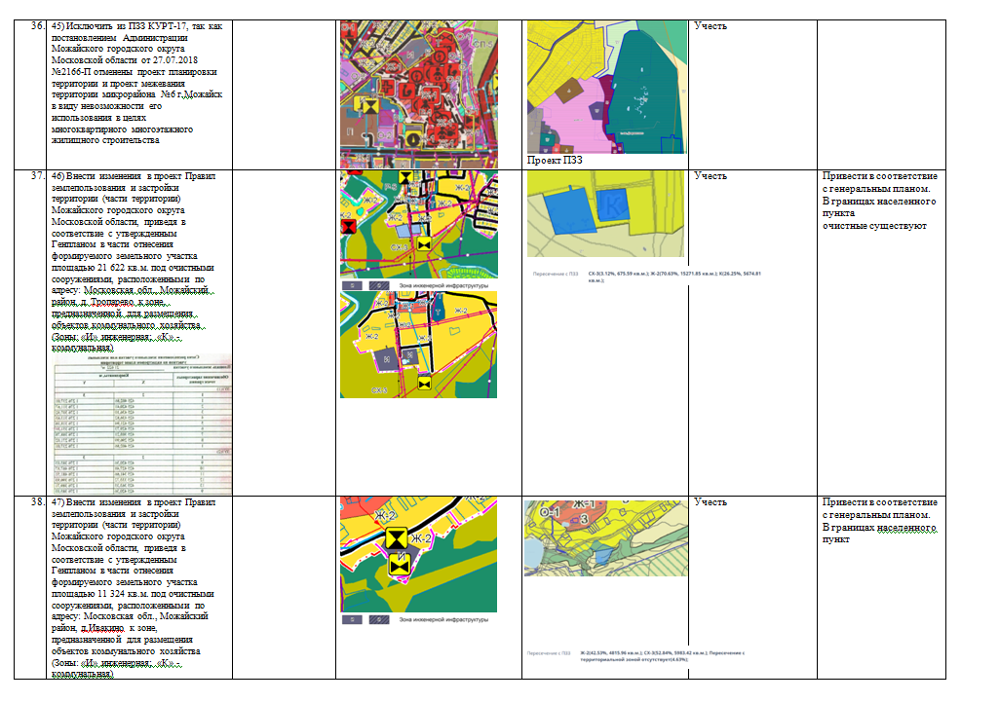 36.
45) Исключить из ПЗЗ КУРТ-17, так как
постановлением Администрации
Можайского городского округа
Московской области от 27.07.2018
№2166-П отменены проект планировки
территории и проект межевания
территории микрорайона №6 г.Можайск
в виду невозможности его
использования в целях
многоквартирного многоэтажного
жилищного строительства
Проект ПЗЗ
Учесть
37.
46) Внести изменения в проект Правил
землепользования и застройки
территории (части территории)
Можайского городского округа
Московской области, приведя в
соответствие с утвержденным
Генпланом в части отнесения
формируемого земельного участка
площадью 21 622 кв.м. под очистными
сооружениями, расположенными по
адресу: Московская обл., Можайский
район, д. Тропарево к зоне,
предназначенной для размещения
объектов коммунального хозяйства
(Зоны: «И» инженерная; «К» -
коммунальная)
Ж-2
Ж-2
СХ-3
Зона инженерной инфраструктуры
Ж-2
Ж-2
И
СХ-3
К
Пересечение с ПЗЗ
СХ-3(3.12%, 675.59 кв.м.); Ж-2(70.63%, 15271.85 кв.м.); К(26.25%, 5674.81
кв.м.);
Учесть
Привести в соответствие
с генеральным планом.
В границах населенного
пункта
очистные существуют
38.
47) Внести изменения в проект Правил
землепользования и застройки
территории (части территории)
Можайского городского округа
Московской области, приведя в
соответствие с утвержденным
Генпланом в части отнесения
формируемого земельного участка
площадью 11 324 кв.м. под очистными
сооружениями, расположенными по
адресу: Московская обл., Можайский
район, д.Ивакино к зоне,
предназначенной для размещения
объектов коммунального хозяйства
(Зоны: «И» инженерная; «К» -
коммунальная)
Ж-2
Ж-2
И
Зона инженерной инфраструктуры
О-1
Ж-1
3
Пересечение с ПЗЗ
Ж-2(42.53%, 4815.96 кв.м.); СХ-3(52.84%, 5983.42 кв.м.); Пересечение с
территориальной зоной отсутствует(4.63%);
Учесть
Привести в соответствие
с генеральным планом.
В границах населенного
пункт